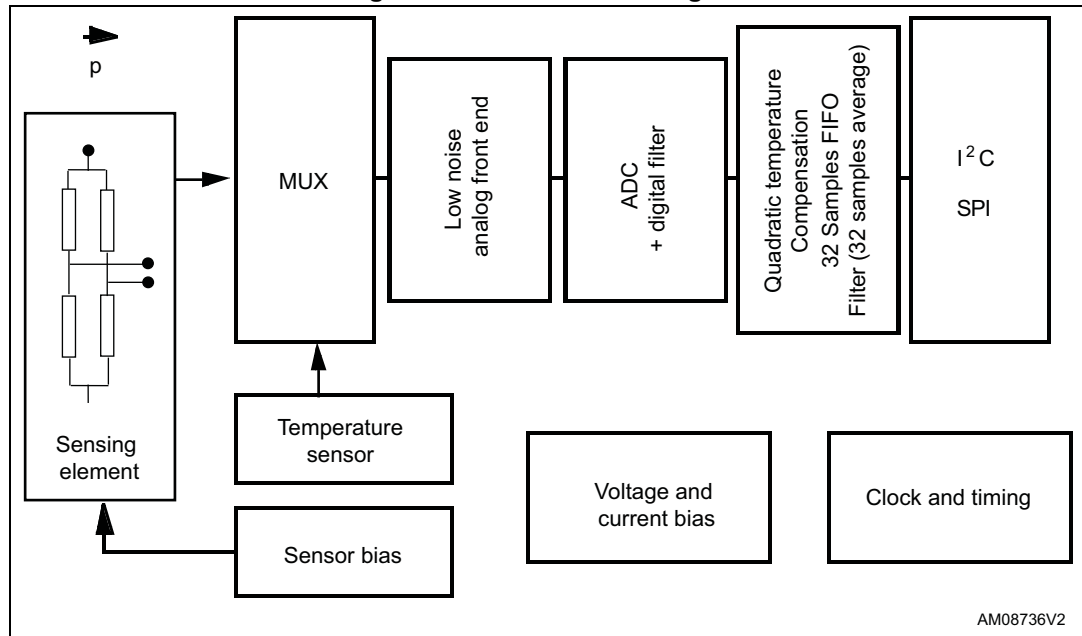 p
Sensing
element
MUX
Low noise
analog front end
ADC
+ digital filter
Quadratic temperature
Compensation
32 Samples FIFO
Filter (32 samples average)
I²C
SPI
Temperature
sensor
Sensor bias
Voltage and
current bias
Clock and timing
AM08736V2